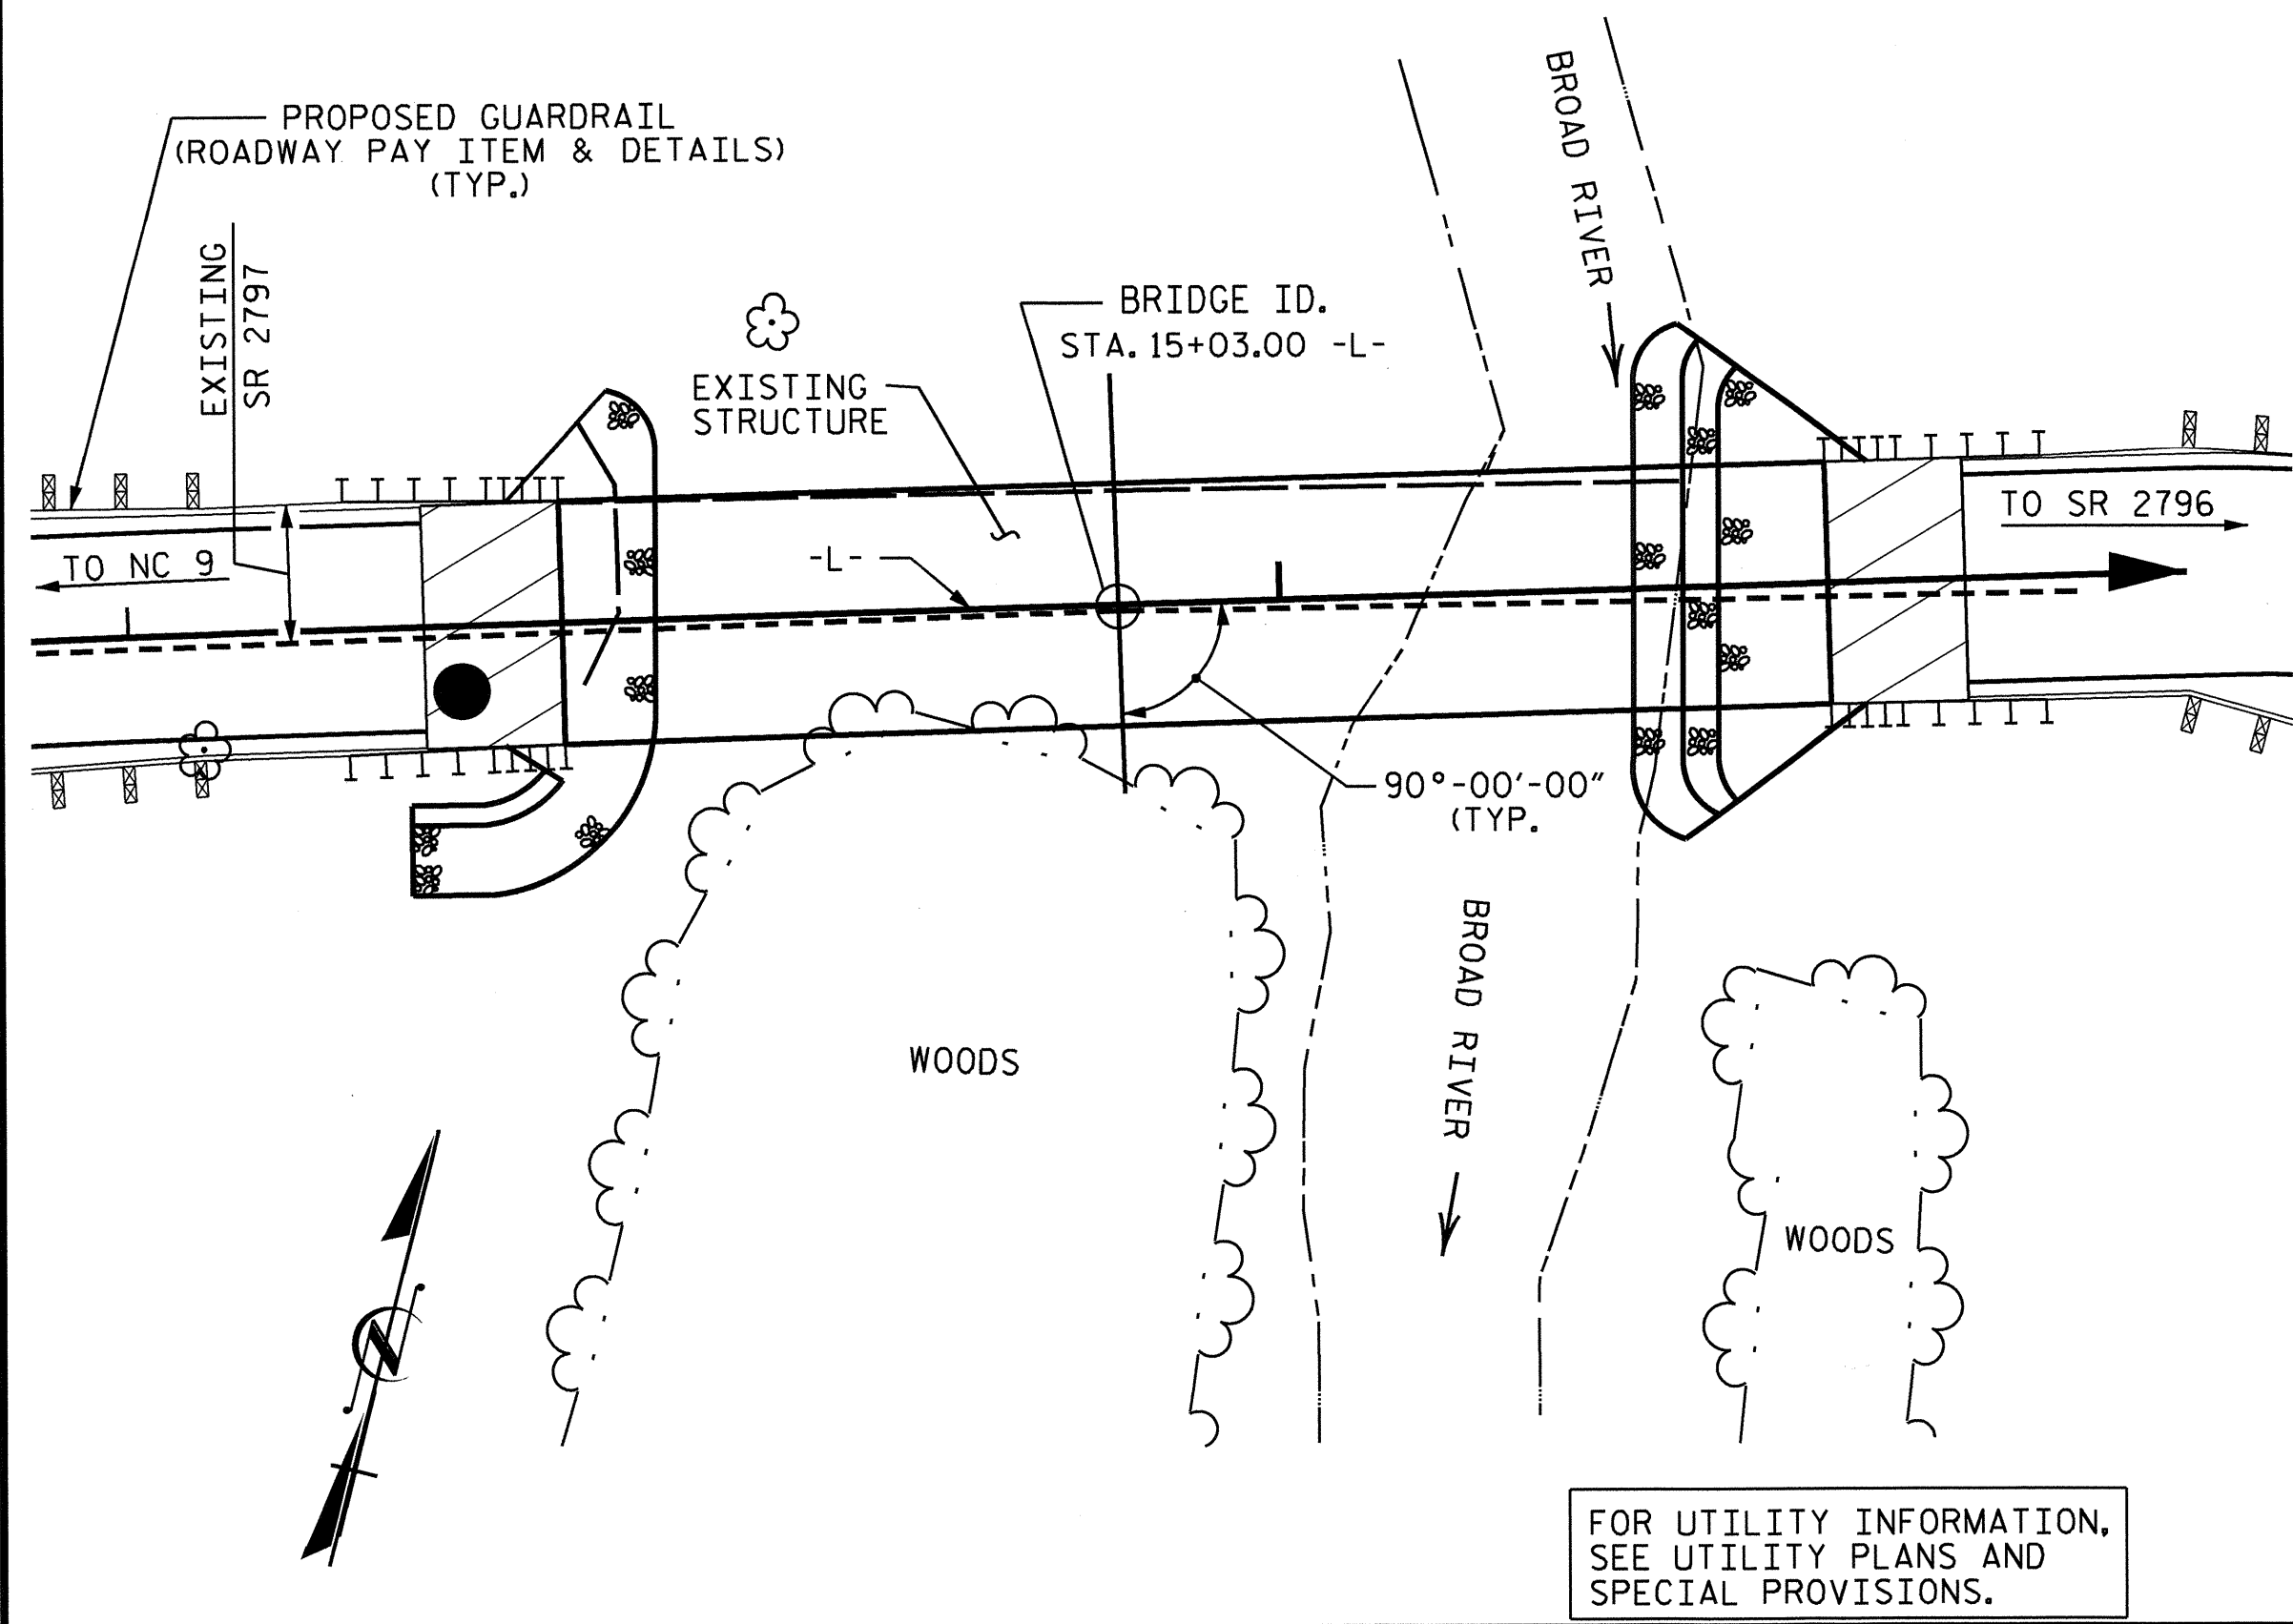 PROPOSED GUARDRAIL
(ROADWAY PAY ITEM & DETAILS)
(TYP.)
EXISTING
SR 2797
BROAD RIVER
BRIDGE ID.
STA. 15+03.00 -L-
EXISTING
STRUCTURE
TO NC 9
-L-
TO SR 2796
90°-00'-00"
(TYP.
BROAD RIVER
WOODS
WOODS
N
FOR UTILITY INFORMATION,
SEE UTILITY PLANS AND
SPECIAL PROVISIONS.